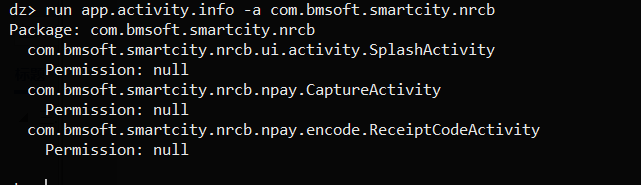 dz> run app.activity.info -a com.bmsoft.smartcity.nrcb
Package: com.bmsoft.smartcity.nrcb
com.bmsoft.smartcity.nrcb.ui.activity.SplashActivity
Permission: null
com.bmsoft.smartcity.nrcb.npay.CaptureActivity
Permission: null
com.bmsoft.smartcity.nrcb.npay.encode.ReceiptCodeActivity
Permission: null